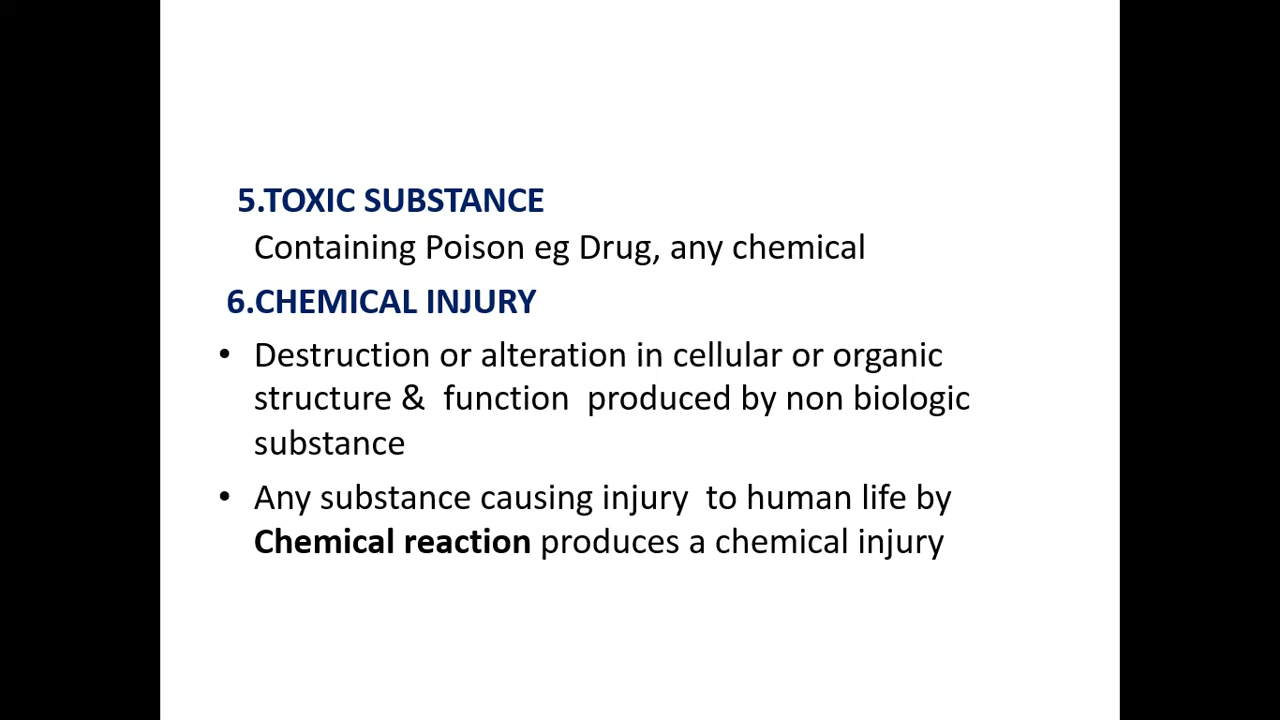 5.TOXIC SUBSTANCE
Containing Poison eg Drug, any chemical
6.CHEMICAL INJURY
• Destruction or alteration in cellular or organic
structure & function produced by non biologic
substance
• Any substance causing injury to human life by
Chemical reaction produces a chemical injury